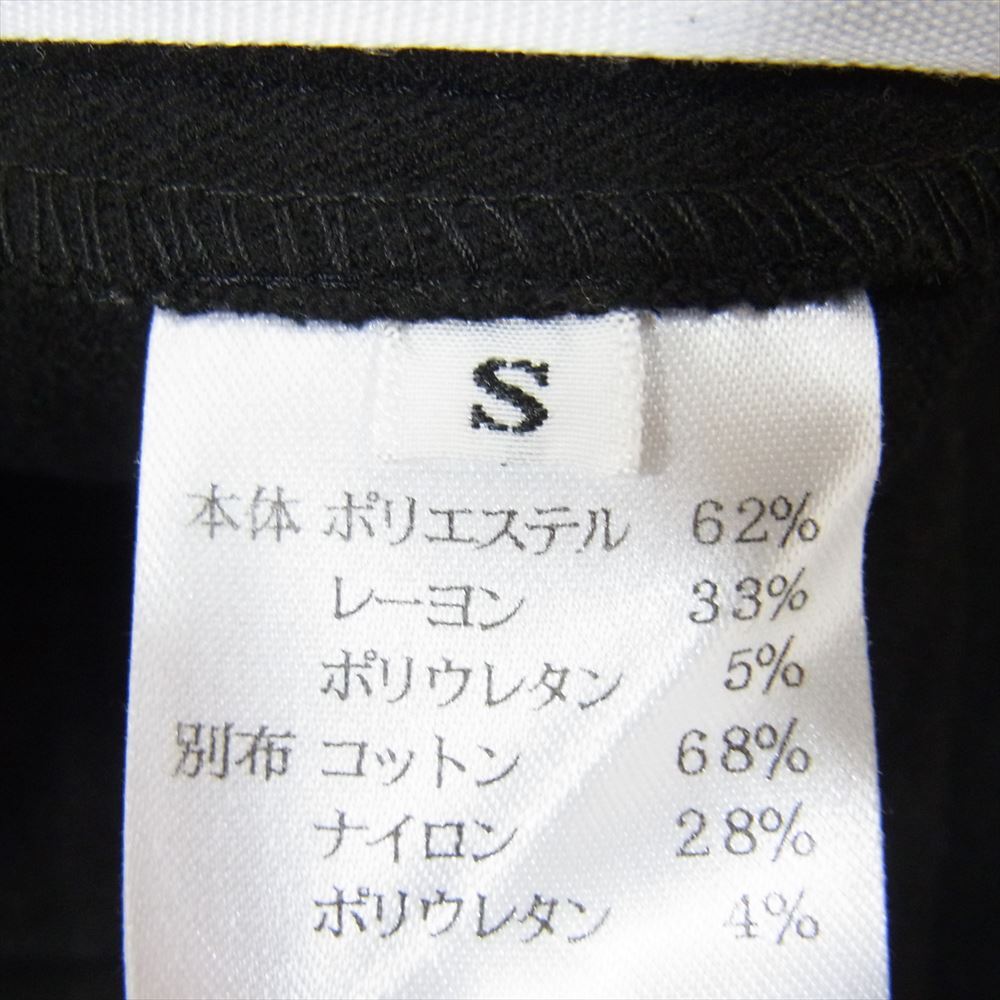 S
本体 ポリエステル 62%
レーヨン 33%
ポリウレタン 5%
別布 コットン 68%
ナイロン 28%
ポリウレタン 4%